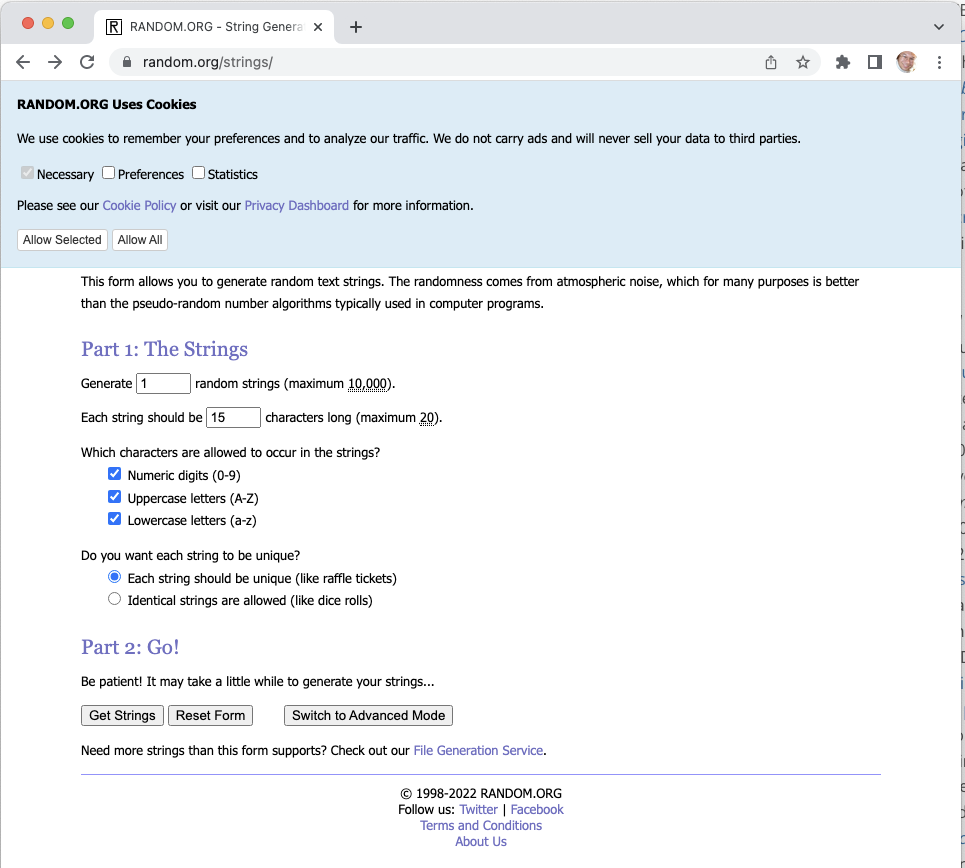 RANDOM.ORG - String Genera
random.org/strings/
RANDOM.ORG Uses Cookies
We use cookies to remember your preferences and to analyze our traffic. We do not carry ads and will never sell your data to third parties.
Necessary Preferences Statistics
Please see our Cookie Policy or visit our Privacy Dashboard for more information.
Allow Selected Allow All
This form allows you to generate random text strings. The randomness comes from atmospheric noise, which for many purposes is better
than the pseudo-random number algorithms typically used in computer programs.
Part 1: The Strings
Generate 1 random strings (maximum 10,000).
Each string should be 15 characters long (maximum 20).
Which characters are allowed to occur in the strings?
Numeric digits (0-9)
Uppercase letters (A-Z)
Lowercase letters (a-z)
Do you want each string to be unique?
Each string should be unique (like raffle tickets)
Identical strings are allowed (like dice rolls)
Part 2: Go!
Be patient! It may take a little while to generate your strings...
Get Strings Reset Form Switch to Advanced Mode
Need more strings than this form supports? Check out our File Generation Service.
© 1998-2022 RANDOM.ORG
Follow us: Twitter | Facebook
Terms and Conditions
About Us